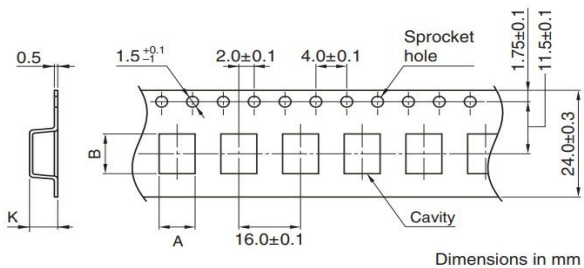 0.5
1.5 +0.1 −1
2.0±0.1
4.0±0.1
Sprocket
hole
1.75±0.1
11.5±0.1
24.0±0.3
B
K
A
16.0±0.1
Cavity
Dimensions in mm